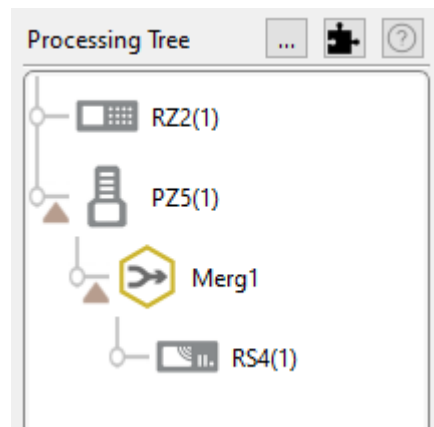 Processing Tree ... ?
RZ2(1)
PZ5(1)
Merg1
RS4(1)